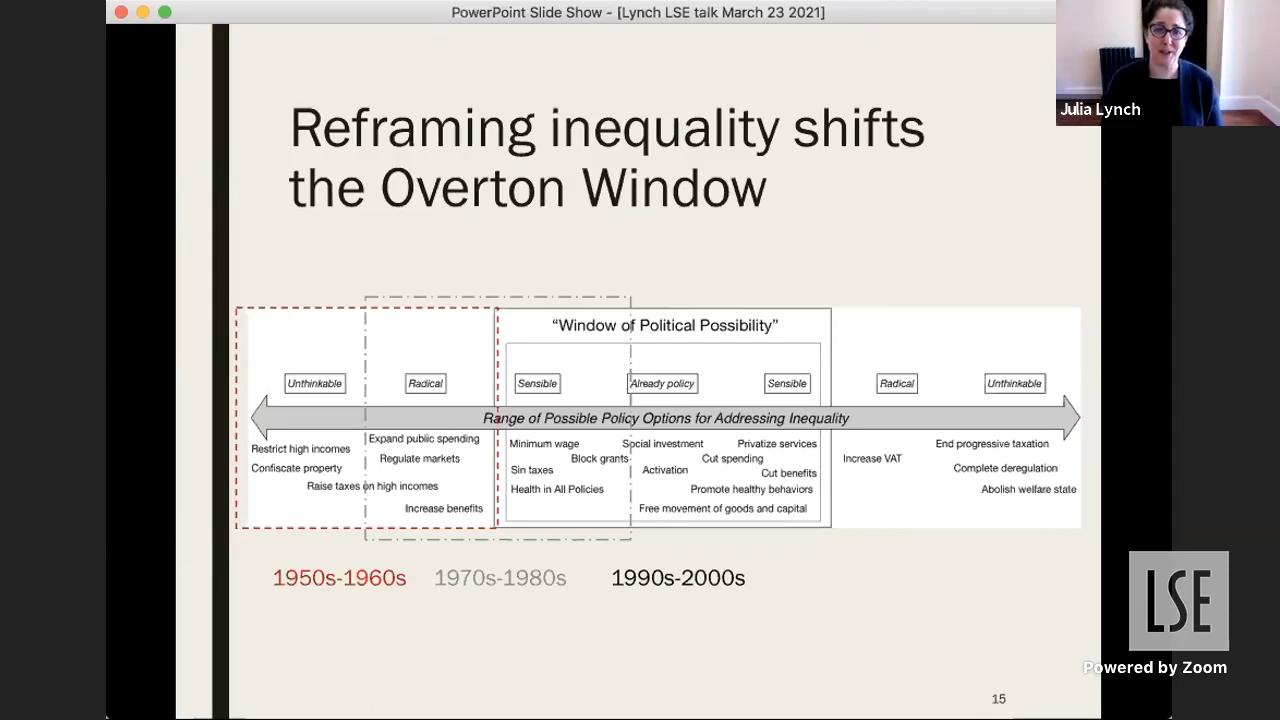 PowerPoint Slide Show - [Lynch LSE talk March 23 2021]
Julia Lynch
Reframing inequality shifts
the Overton Window
“Window of Political Possibility”
Unthinkable
Radical
Sensible
Already policy
Sensible
Radical
Unthinkable
Range of Possible Policy Options for Addressing Inequality
Restrict high incomes
Confiscate property
Raise taxes on high incomes
Expand public spending
Regulate markets
Increase benefits
Minimum wage
Block grants
Sin taxes
Health in All Policies
Social investment
Activation
Privatize services
Cut spending
Cut benefits
Promote healthy behaviors
Free movement of goods and capital
Increase VAT
End progressive taxation
Complete deregulation
Abolish welfare state
1950s-1960s
1970s-1980s
1990s-2000s
LSE
Powered by Zoom
15